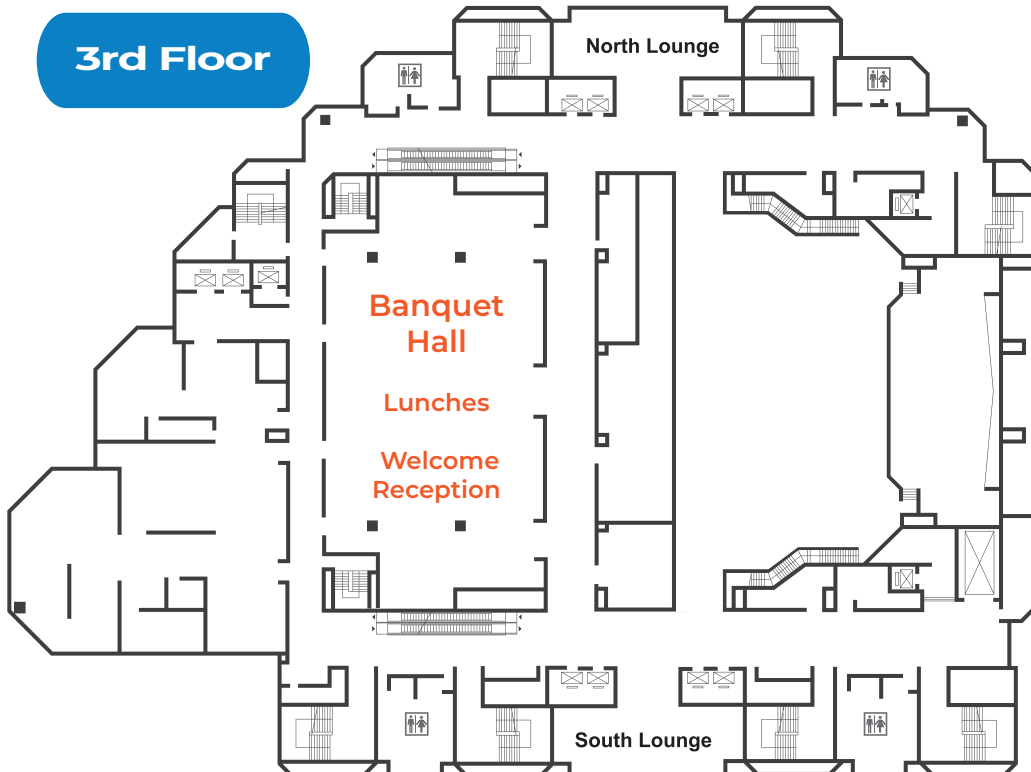 3rd Floor
North Lounge
Banquet
Hall
Lunches
Welcome
Reception
South Lounge